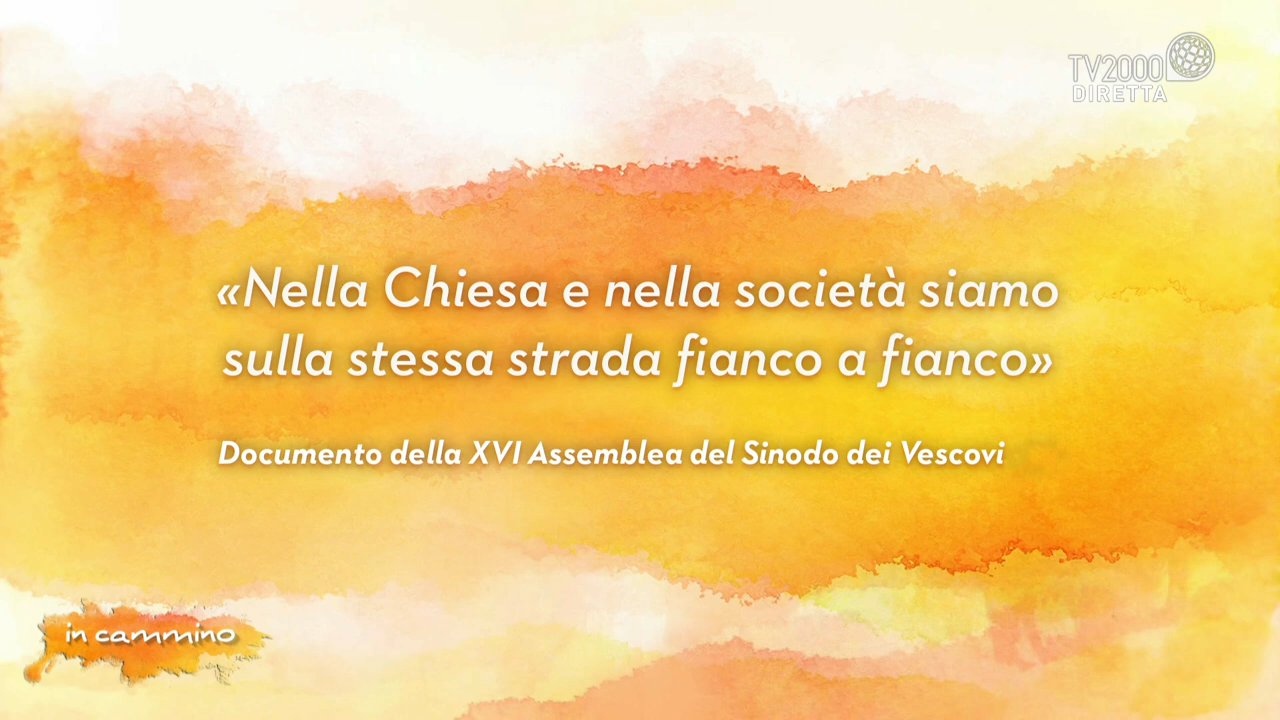 TV2000
DIRETTA
«Nella Chiesa e nella società siamo
sulla stessa strada fianco a fianco»
Documento della XVI Assemblea del Sinodo dei Vescovi
in cammino